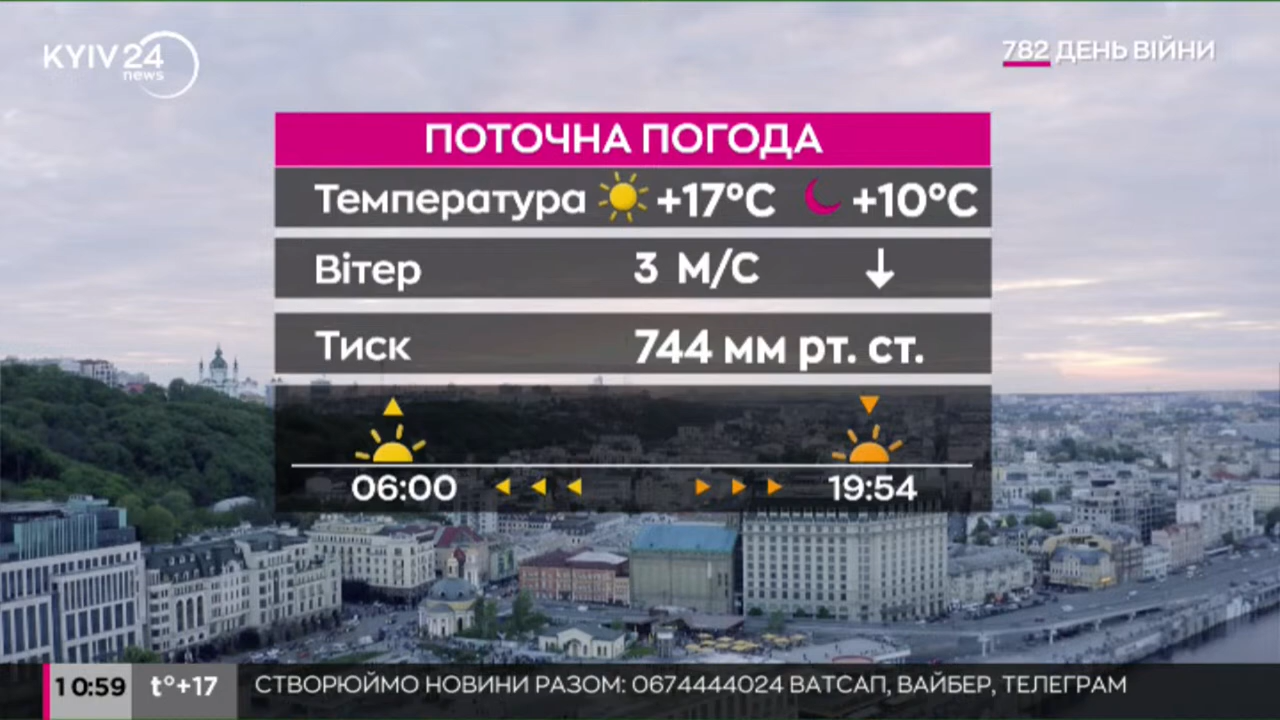 KYIV 24
news
782 ДЕНЬ ВІЙНИ
ПОТОЧНА ПОГОДА
Температура +17°C +10°C
Вітер 3 М/С
Тиск 744 мм рт. ст.
06:00 19:54
10:59 t°+17 СТВОРЮЙМО НОВИНИ РАЗОМ: 0674444024 ВАТСАП, ВАЙБЕР, ТЕЛЕГРАМ